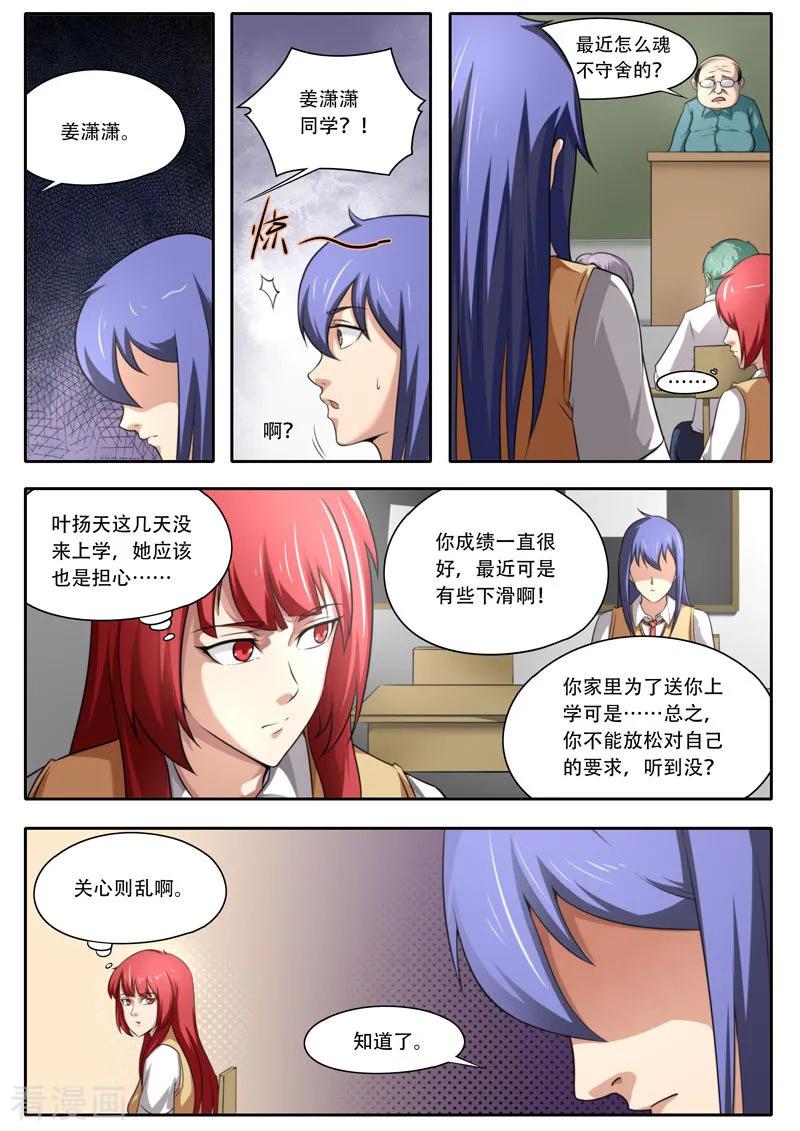 姜潇潇。
姜潇潇
同学？！
惊
啊？
最近怎么魂
不守舍的？
……
叶扬天这几天没
来上学，她应该
也是担心……
你成绩一直很
好，最近可是
有些下滑啊！
你家里为了送你上
学可是……总之，
你不能放松对自己
的要求，听到没？
关心则乱啊。
知道了。
看漫画